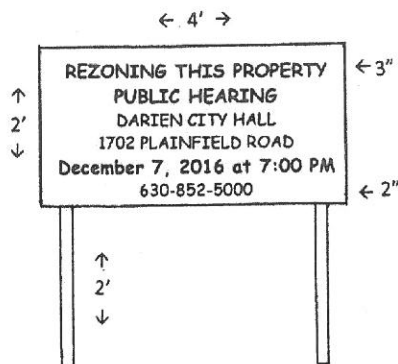 ← 4' →
REZONING THIS PROPERTY
← 3"
PUBLIC HEARING
↑
2'
↓
DARIEN CITY HALL
1702 PLAINFIELD ROAD
December 7, 2016 at 7:00 PM
630-852-5000
← 2"
↑
2'
↓